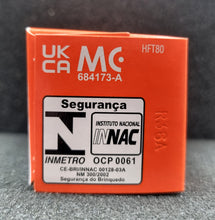 UK
CA
MC
HFT80
684173-A
Segurança
N
INMETRO
INSTITUTO NACIONAL
INNAC
OCP 0061
CE-BRI/INNAC 00128-03A
NM 300/2002
Segurança do Brinquedo